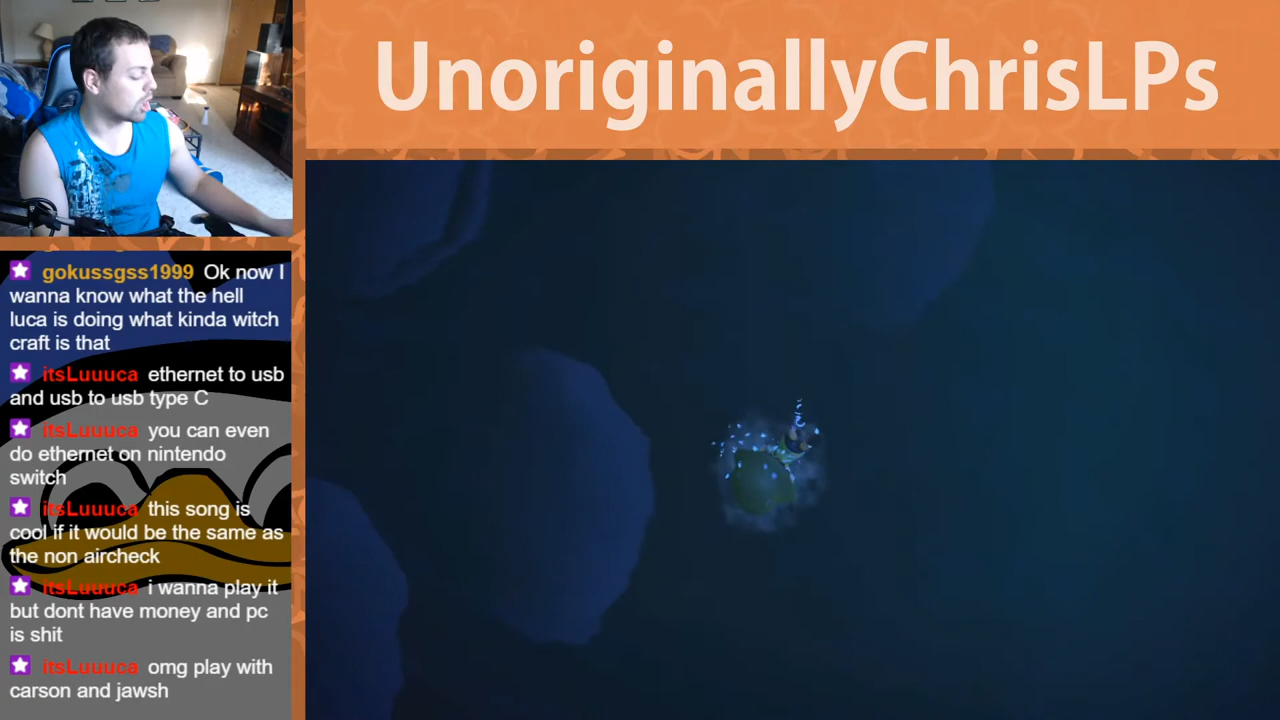 UnoriginallyChrisLPs
gokussgss1999 Ok now I
wanna know what the hell
luca is doing what kinda witch
craft is that
itsLuuuca ethernet to usb
and usb to usb type C
itsLuuuca you can even
do ethernet on nintendo
switch
itsLuuuca this song is
cool if it would be the same as
the non aircheck
itsLuuuca i wanna play it
but dont have money and pc
is shit
itsLuuuca omg play with
carson and jawsh